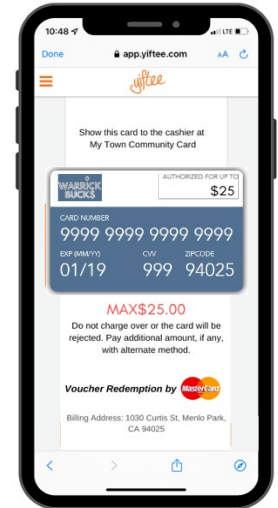 10:48
LTE
Done
app.yiftee.com
AA
yiftee
Show this card to the cashier at
My Town Community Card
WARRICK
BUCK$
AUTHORIZED FOR UP TO
$25
CARD NUMBER
9999 9999 9999 9999
EXP (MM/YY) CVV ZIPCODE
01/19 999 94025
MAX$25.00
Do not charge over or the card will be
rejected. Pay additional amount, if any,
with alternate method.
Voucher Redemption by MasterCard
Billing Address: 1030 Curtis St, Menlo Park,
CA 94025